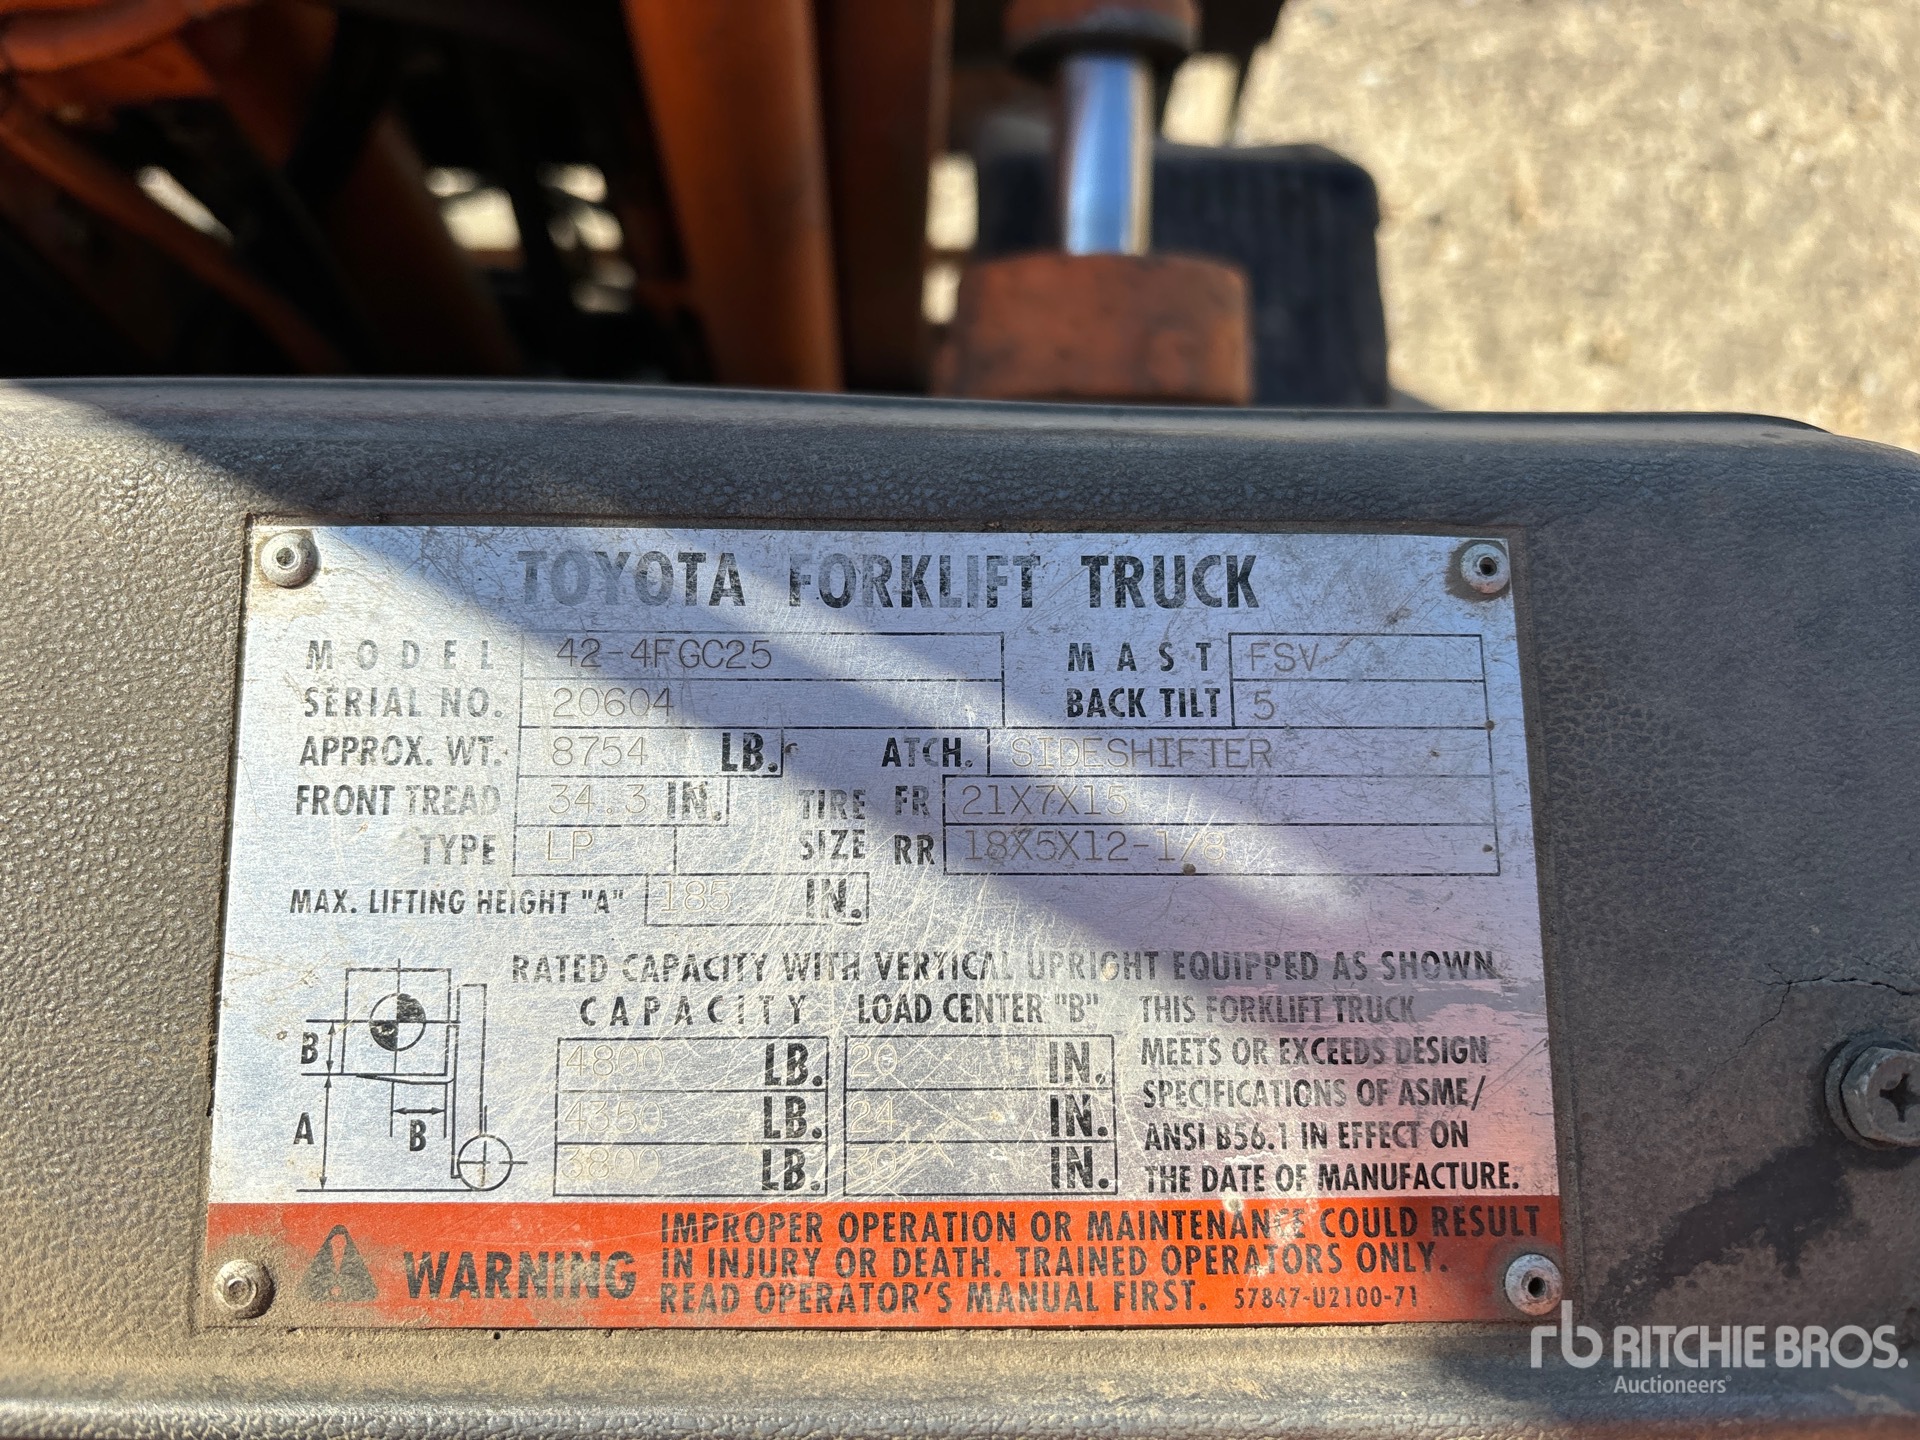 TOYOTA FORKLIFT TRUCK
MODEL 42-4FGC25 MAST FSV
SERIAL NO. 20604 BACK TILT 5
APPROX. WT. 8754 LB. ATCH. SIDESHIFTER
FRONT TREAD 34.3 IN. TIRE FR 21X7X15
TYPE LP SIZE RR 18X5X12-1/8
MAX. LIFTING HEIGHT "A" 185 IN.
RATED CAPACITY WITH VERTICAL UPRIGHT EQUIPPED AS SHOWN
CAPACITY LOAD CENTER "B" THIS FORKLIFT TRUCK
B 4800 LB. 20 IN. MEETS OR EXCEEDS DESIGN
SPECIFICATIONS OF ASME/
A B 4350 LB. 24 IN. ANSI B56.1 IN EFFECT ON
3800 LB. 30 IN. THE DATE OF MANUFACTURE.
IMPROPER OPERATION OR MAINTENANCE COULD RESULT
WARNING IN INJURY OR DEATH. TRAINED OPERATORS ONLY.
READ OPERATOR'S MANUAL FIRST. 57847-U2100-71
rb RITCHIE BROS.
Auctioneers